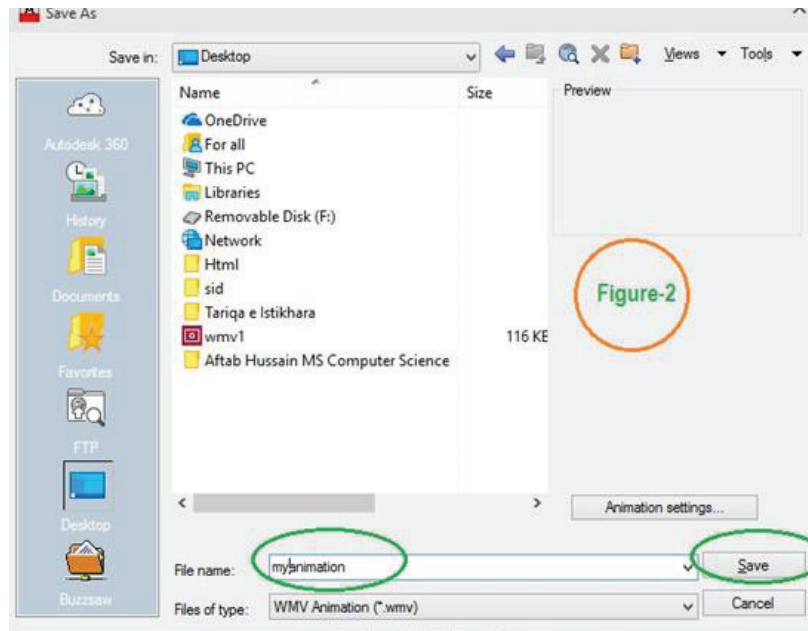 Save As
Save in: Desktop Views Tools
Name Size Preview
Autodesk 360
History
Documents
Favorites
FTP
Desktop
Buzzsaw
OneDrive
For all
This PC
Libraries
Removable Disk (F:)
Network
Html
sid
Tariqa e Istikhara
wmv1 116 KB
Aftab Hussain MS Computer Science
Figure-2
Animation settings...
File name: myanimation Save
Files of type: WMV Animation (*.wmv) Cancel